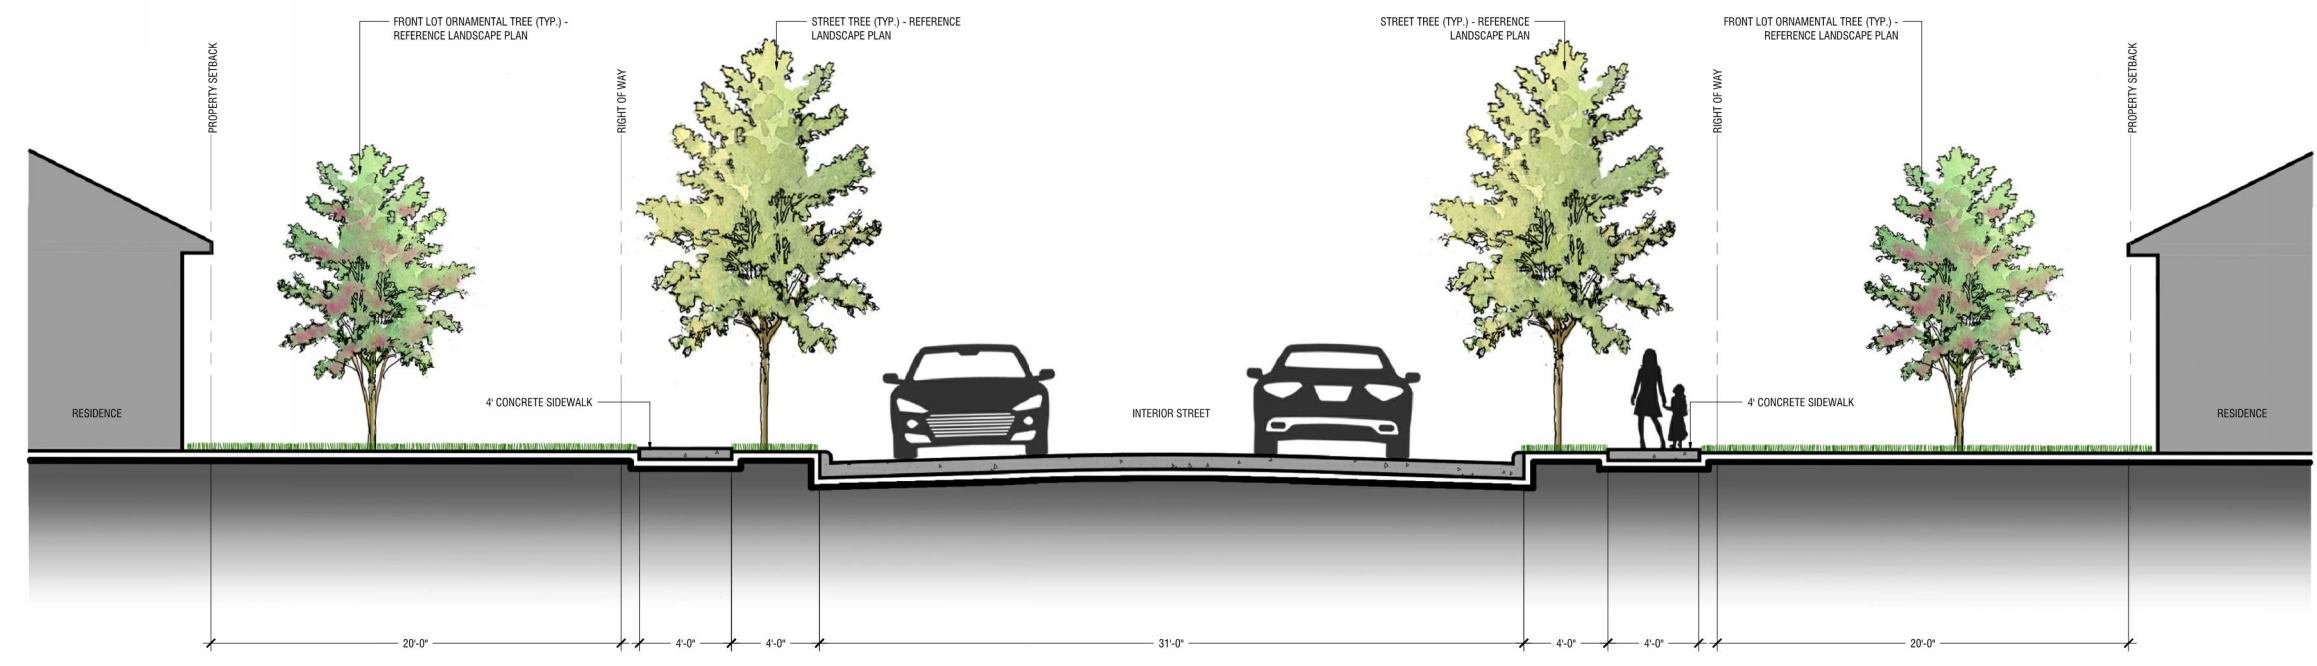 FRONT LOT ORNAMENTAL TREE (TYP.) -
REFERENCE LANDSCAPE PLAN
STREET TREE (TYP.) - REFERENCE
LANDSCAPE PLAN
STREET TREE (TYP.) - REFERENCE
LANDSCAPE PLAN
FRONT LOT ORNAMENTAL TREE (TYP.) -
REFERENCE LANDSCAPE PLAN
PROPERTY SETBACK
RIGHT OF WAY
RIGHT OF WAY
PROPERTY SETBACK
4' CONCRETE SIDEWALK
4' CONCRETE SIDEWALK
RESIDENCE
INTERIOR STREET
RESIDENCE
20'-0"
4'-0"
4'-0"
31'-0"
4'-0"
4'-0"
20'-0"